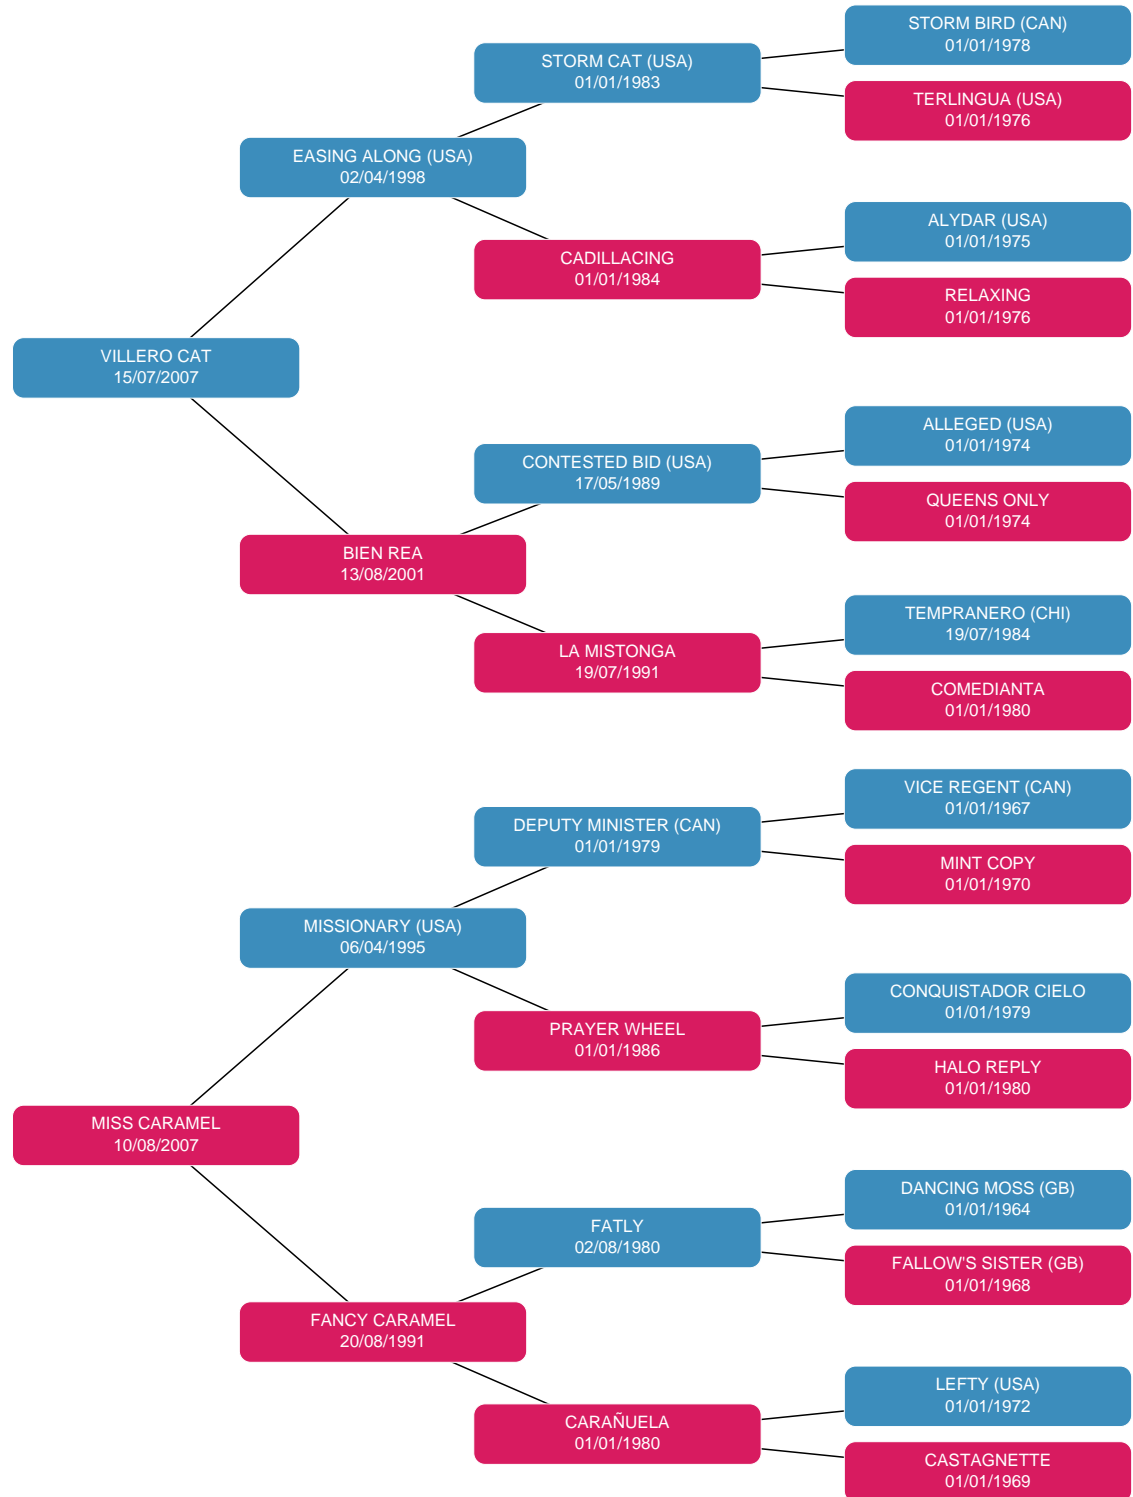 STORM BIRD (CAN)
01/01/1978
STORM CAT (USA)
01/01/1983
TERLINGUA (USA)
01/01/1976
EASING ALONG (USA)
02/04/1998
ALYDAR (USA)
01/01/1975
CADILLACING
01/01/1984
RELAXING
01/01/1976
VILLERO CAT
15/07/2007
ALLEGED (USA)
01/01/1974
CONTESTED BID (USA)
17/05/1989
QUEENS ONLY
01/01/1974
BIEN REA
13/08/2001
TEMPRANERO (CHI)
19/07/1984
LA MISTONGA
19/07/1991
COMEDIANTA
01/01/1980
VICE REGENT (CAN)
01/01/1967
DEPUTY MINISTER (CAN)
01/01/1979
MINT COPY
01/01/1970
MISSIONARY (USA)
06/04/1995
CONQUISTADOR CIELO
01/01/1979
PRAYER WHEEL
01/01/1986
HALO REPLY
01/01/1980
MISS CARAMEL
10/08/2007
DANCING MOSS (GB)
01/01/1964
FATLY
02/08/1980
FALLOW'S SISTER (GB)
01/01/1968
FANCY CARAMEL
20/08/1991
LEFTY (USA)
01/01/1972
CARAÑUELA
01/01/1980
CASTAGNETTE
01/01/1969